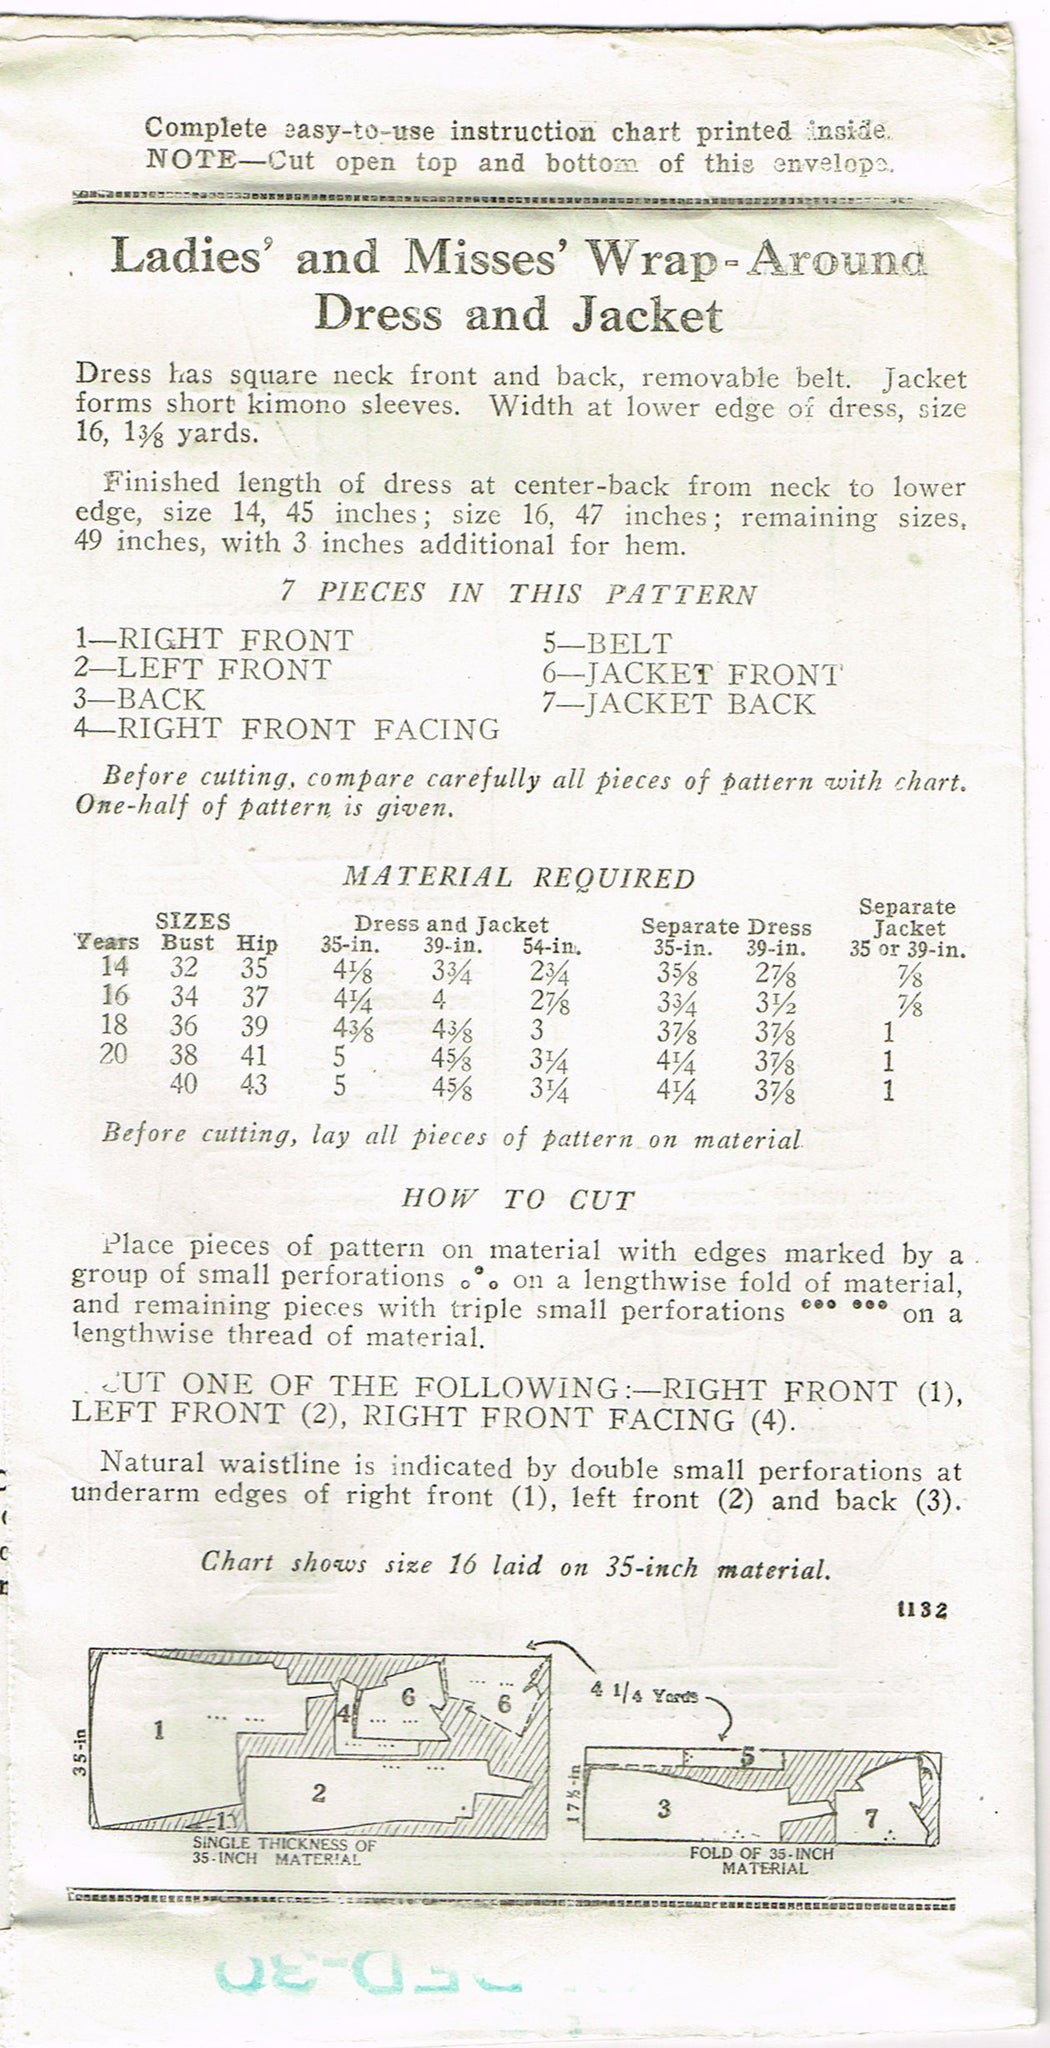 Complete easy-to-use instruction chart printed inside.
NOTE—Cut open top and bottom of this envelope.
Ladies' and Misses' Wrap-Around
Dress and Jacket
Dress has square neck front and back, removable belt. Jacket
forms short kimono sleeves. Width at lower edge of dress, size
16, 1⅜ yards.
Finished length of dress at center-back from neck to lower
edge, size 14, 45 inches; size 16, 47 inches; remaining sizes,
49 inches, with 3 inches additional for hem.
7 PIECES IN THIS PATTERN
1—RIGHT FRONT
2—LEFT FRONT
3—BACK
4—RIGHT FRONT FACING
5—BELT
6—JACKET FRONT
7—JACKET BACK
Before cutting, compare carefully all pieces of pattern with chart.
One-half of pattern is given.
MATERIAL REQUIRED
SIZES Dress and Jacket Separate Dress Separate Jacket
Years Bust Hip 35-in. 39-in. 54-in. 35-in. 39-in. 35 or 39-in.
14 32 35 4⅛ 3¾ 2¾ 3⅝ 2⅞ ⅞
16 34 37 4¼ 4 2⅞ 3¾ 3½ ⅞
18 36 39 4⅜ 4⅜ 3 3⅞ 3⅞ 1
20 38 41 5 4⅝ 3¼ 4¼ 3⅞ 1
40 43 5 4⅝ 3¼ 4¼ 3⅞ 1
Before cutting, lay all pieces of pattern on material
HOW TO CUT
Place pieces of pattern on material with edges marked by a
group of small perforations on a lengthwise fold of material,
and remaining pieces with triple small perforations on a
lengthwise thread of material.
CUT ONE OF THE FOLLOWING:—RIGHT FRONT (1),
LEFT FRONT (2), RIGHT FRONT FACING (4).
Natural waistline is indicated by double small perforations at
underarm edges of right front (1), left front (2) and back (3).
Chart shows size 16 laid on 35-inch material.
1132
4 1/4 Yards
35-in
1
4
6
6
2
1
SINGLE THICKNESS OF
35-INCH MATERIAL
17½-in
5
3
7
FOLD OF 35-INCH
MATERIAL